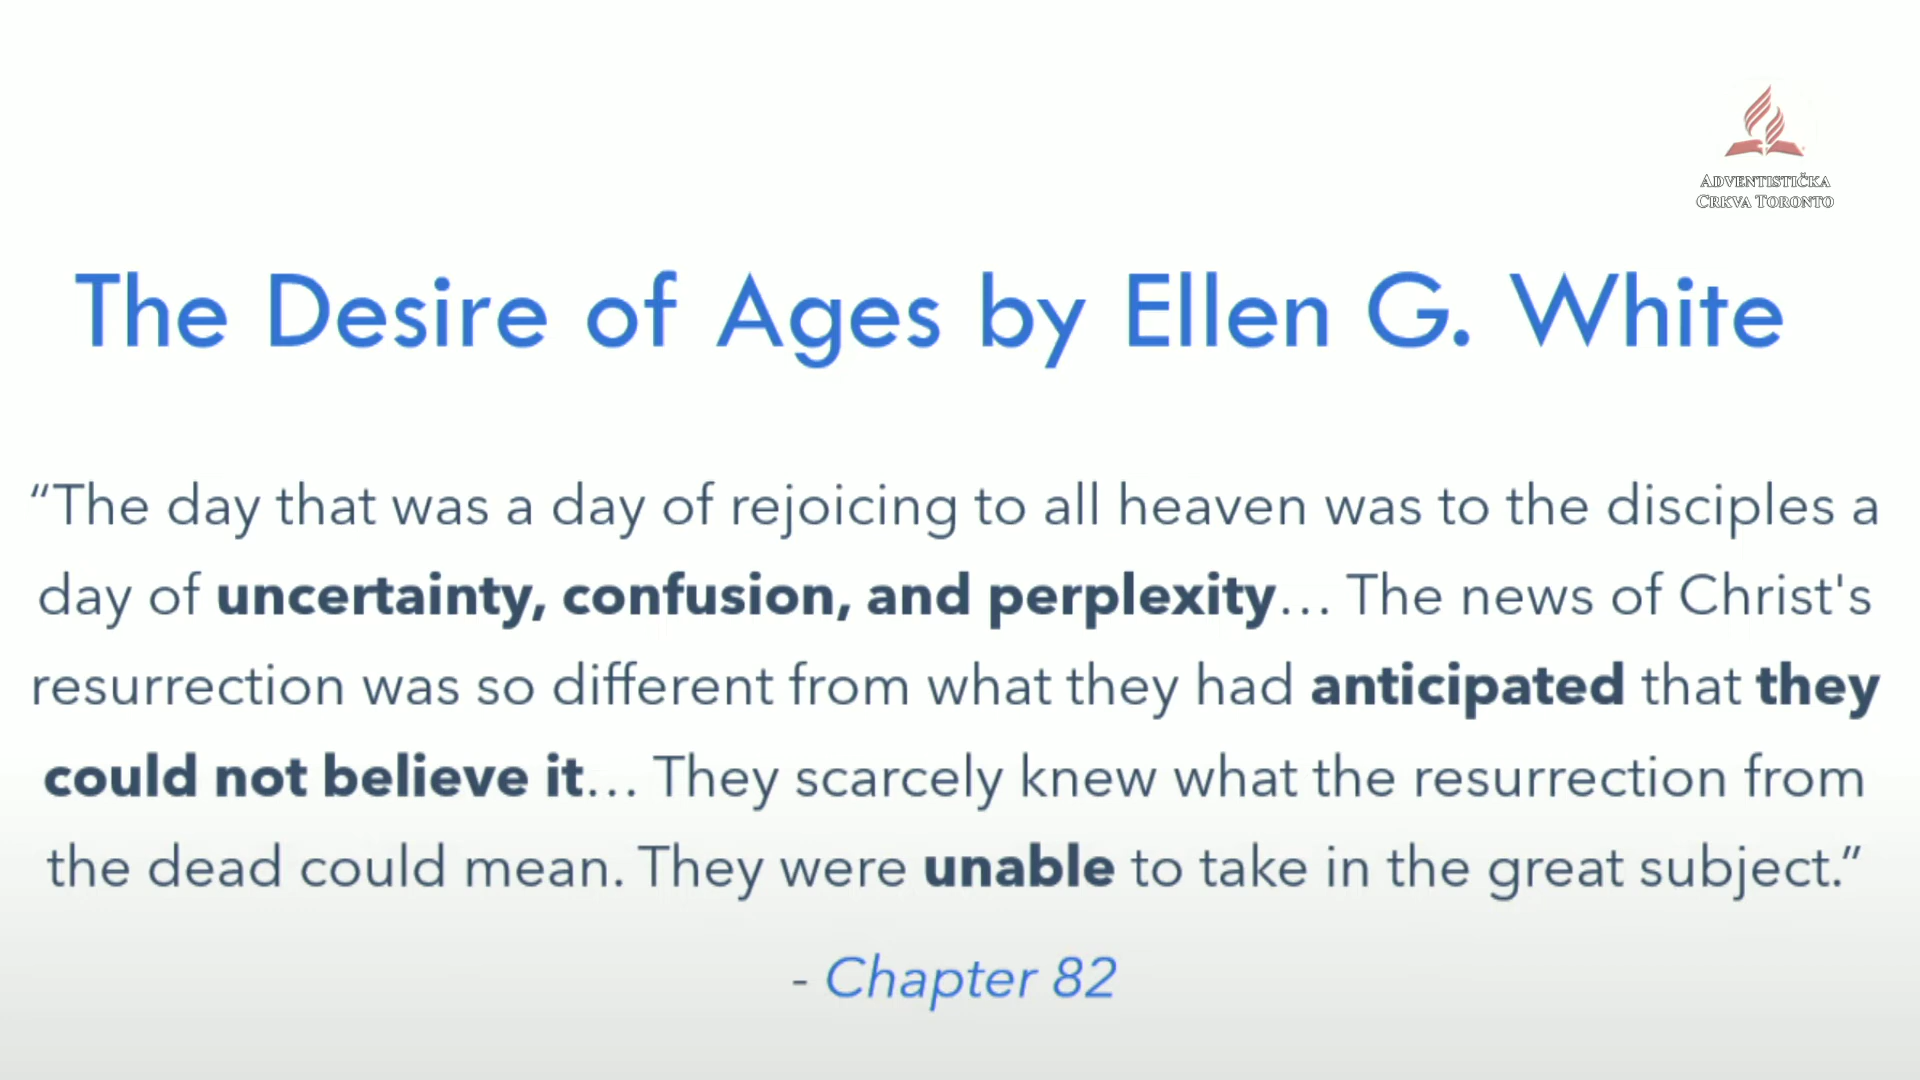 ADVENTISTIČKA
CRKVA TORONTO
The Desire of Ages by Ellen G. White
“The day that was a day of rejoicing to all heaven was to the disciples a
day of uncertainty, confusion, and perplexity… The news of Christ's
resurrection was so different from what they had anticipated that they
could not believe it… They scarcely knew what the resurrection from
the dead could mean. They were unable to take in the great subject.”
- Chapter 82